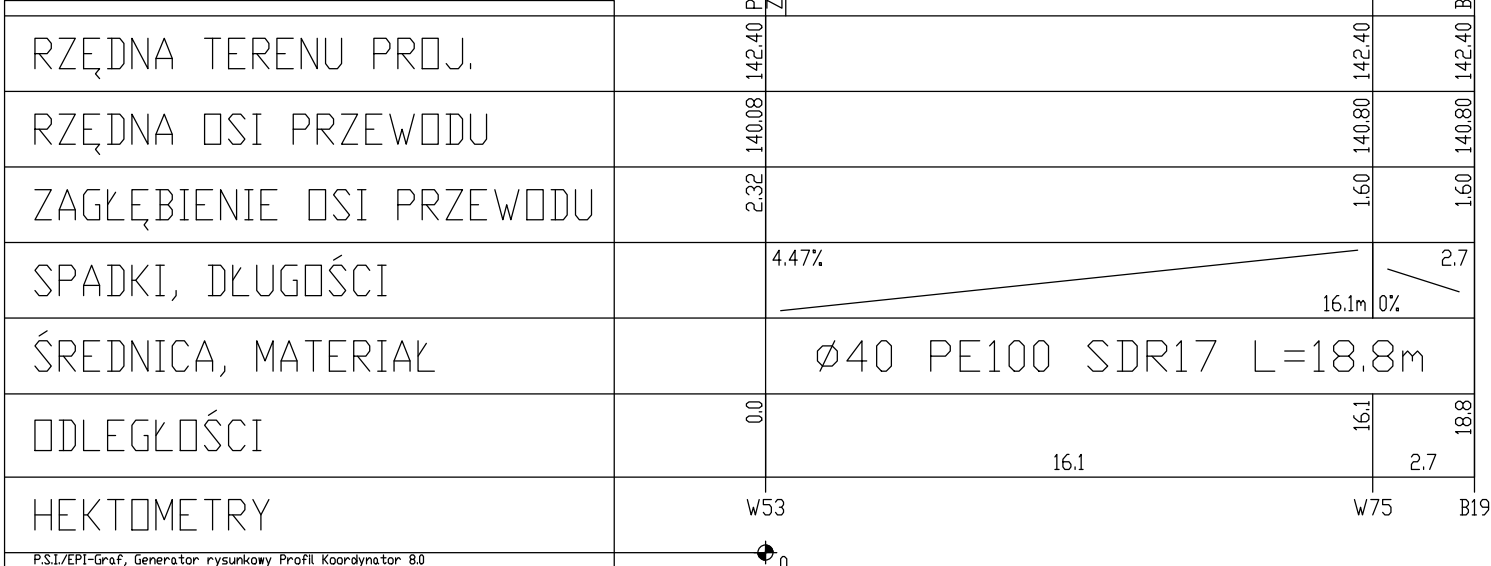 P Z B
RZĘDNA TERENU PROJ. 142.40 142.40 142.40
RZĘDNA OSI PRZEWODU 140.08 140.80 140.80
ZAGŁĘBIENIE OSI PRZEWODU 2.32 1.60 1.60
4.47% 2.7
SPADKI, DŁUGOŚCI
16.1m 0%
ŚREDNICA, MATERIAŁ Ø40 PE100 SDR17 L=18.8m
ODLEGŁOŚCI 0.0 16.1 18.8
16.1 2.7
HEKTOMETRY W53 W75 B19
P.S.I./EPI-Graf, Generator rysunkowy Profil Koordynator 8.0 0